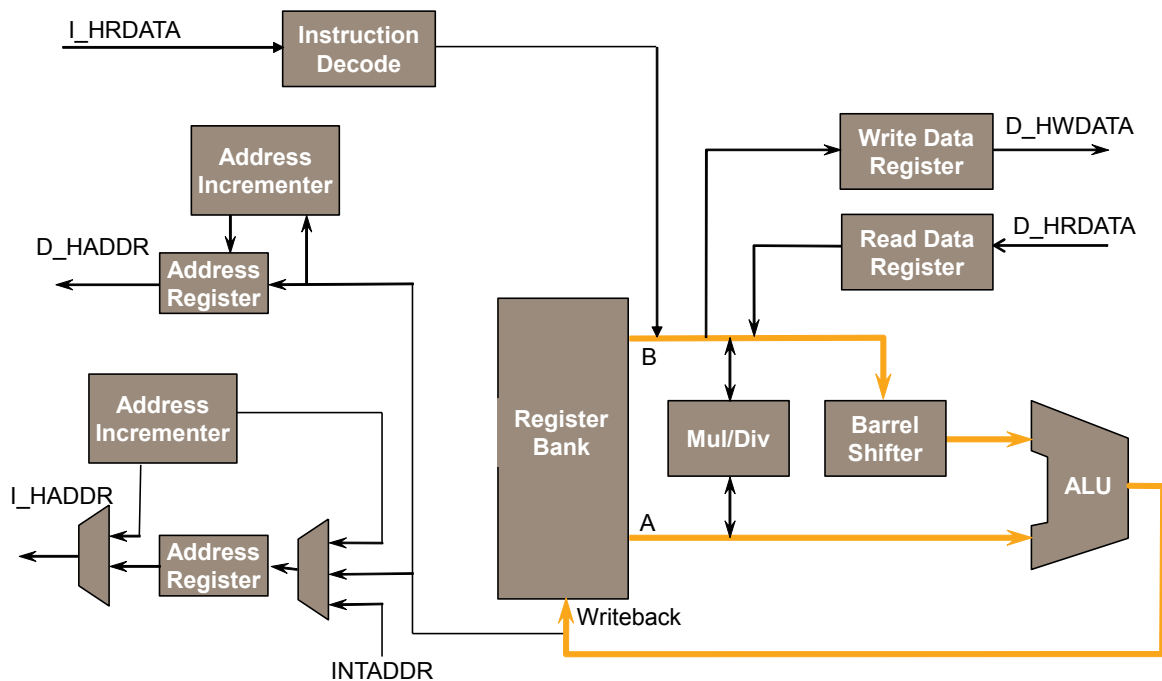 I_HRDATA
Instruction
Decode
Address
Incrementer
Write Data
Register
D_HWDATA
D_HADDR
Address
Register
Read Data
Register
D_HRDATA
B
Address
Incrementer
Register
Bank
Mul/Div
Barrel
Shifter
ALU
I_HADDR
A
Address
Register
Writeback
INTADDR